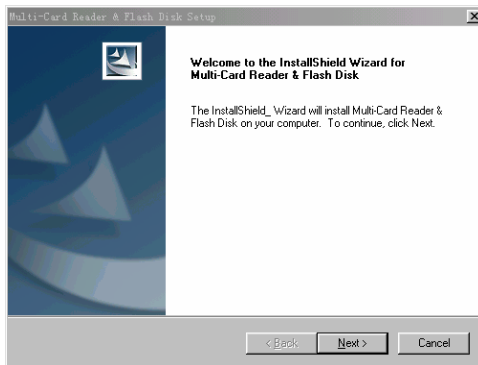 Multi-Card Reader & Flash Disk Setup
Welcome to the InstallShield Wizard for
Multi-Card Reader & Flash Disk
The InstallShield_ Wizard will install Multi-Card Reader &
Flash Disk on your computer. To continue, click Next.
< Back
Next >
Cancel